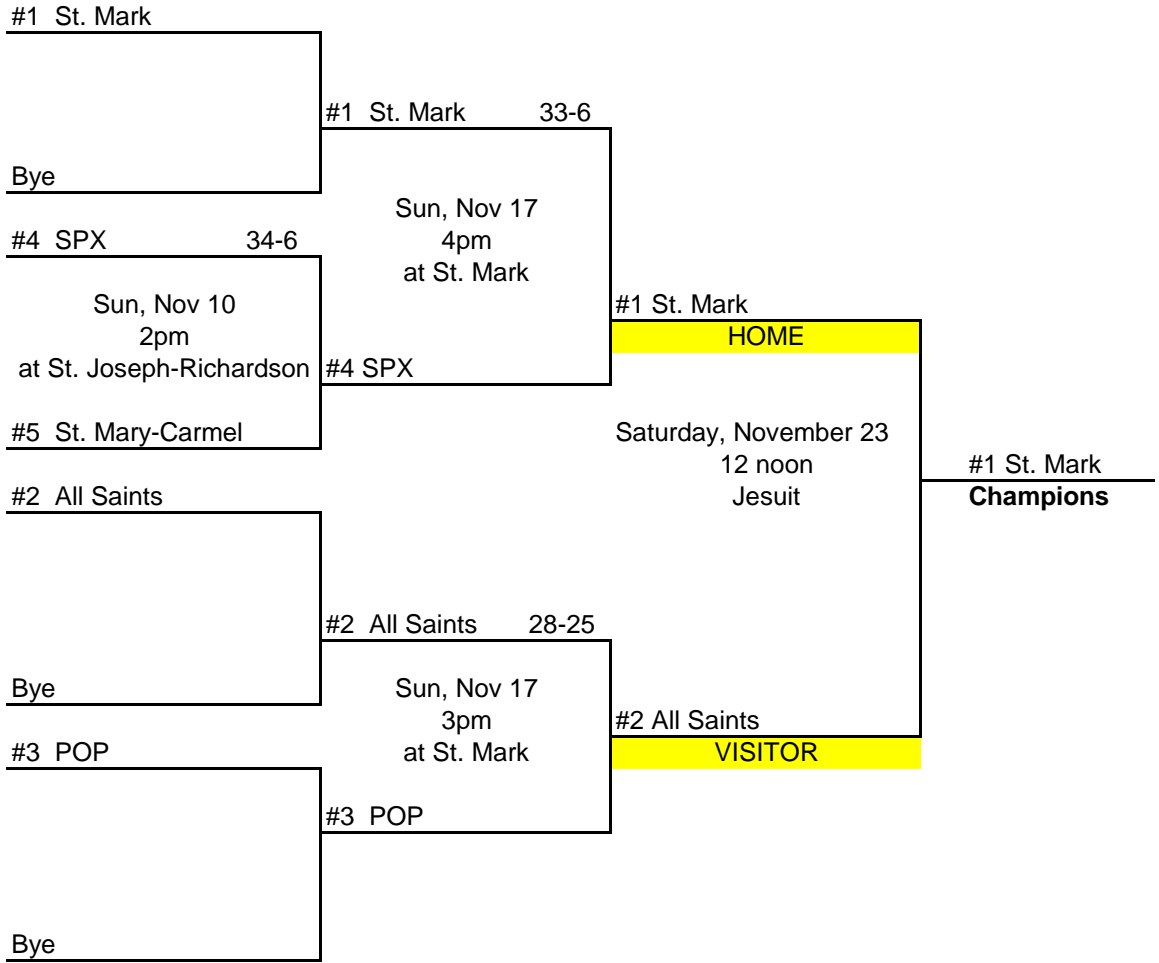 #1 St. Mark
#1 St. Mark 33-6
Bye
Sun, Nov 17
4pm
at St. Mark
#4 SPX 34-6
Sun, Nov 10
2pm
at St. Joseph-Richardson
#4 SPX
#5 St. Mary-Carmel
#1 St. Mark
HOME
Saturday, November 23
12 noon
Jesuit
#1 St. Mark
Champions
#2 All Saints
#2 All Saints 28-25
Bye
Sun, Nov 17
3pm
at St. Mark
#2 All Saints
VISITOR
#3 POP
#3 POP
Bye